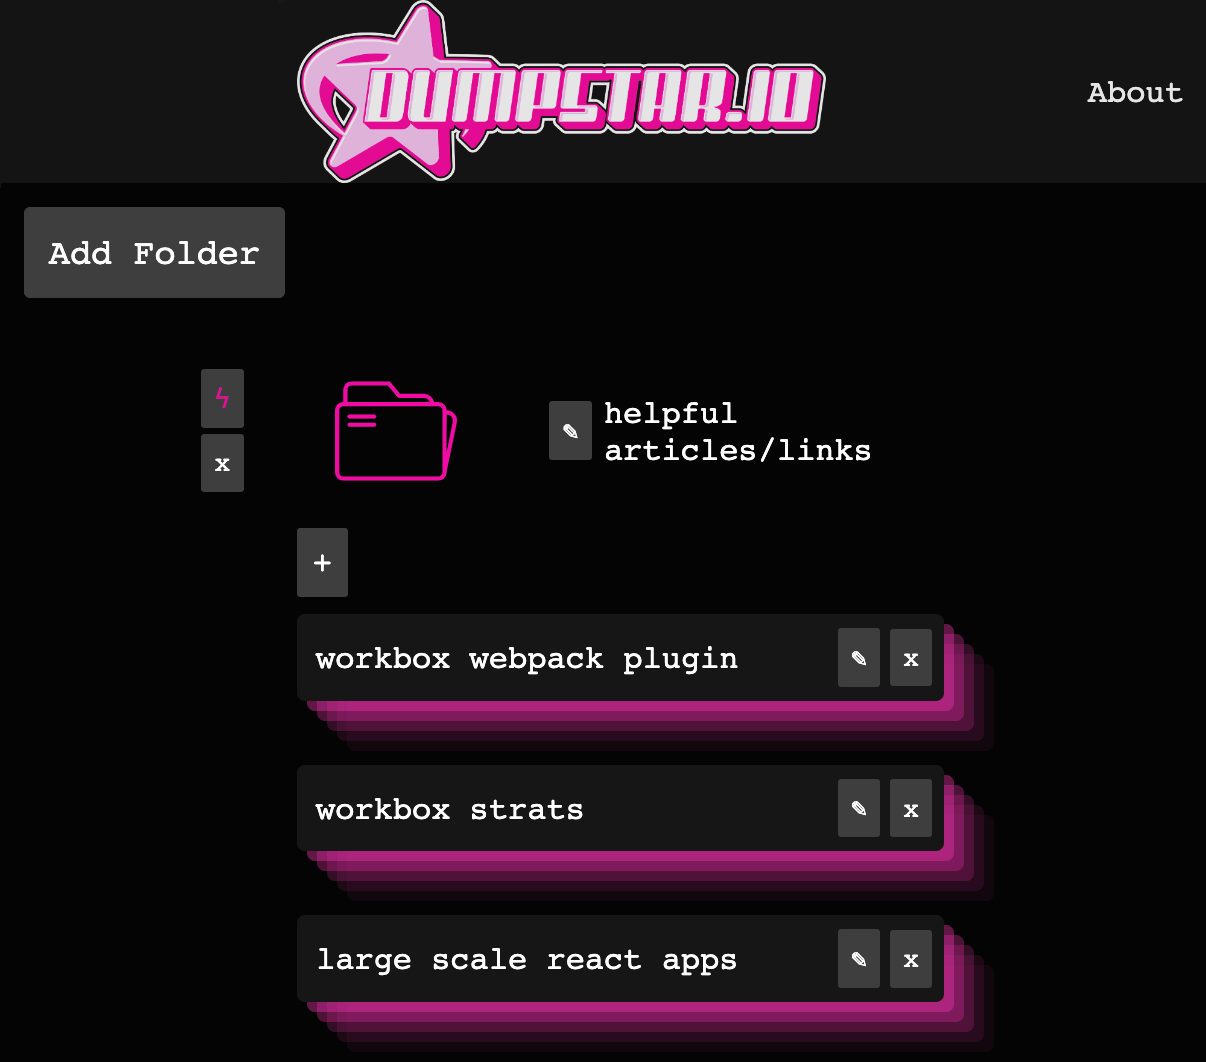 DUMPSTAR.IO
About
Add Folder
ϟ
x
✎
helpful
articles/links
+
workbox webpack plugin ✎ x
workbox strats ✎ x
large scale react apps ✎ x